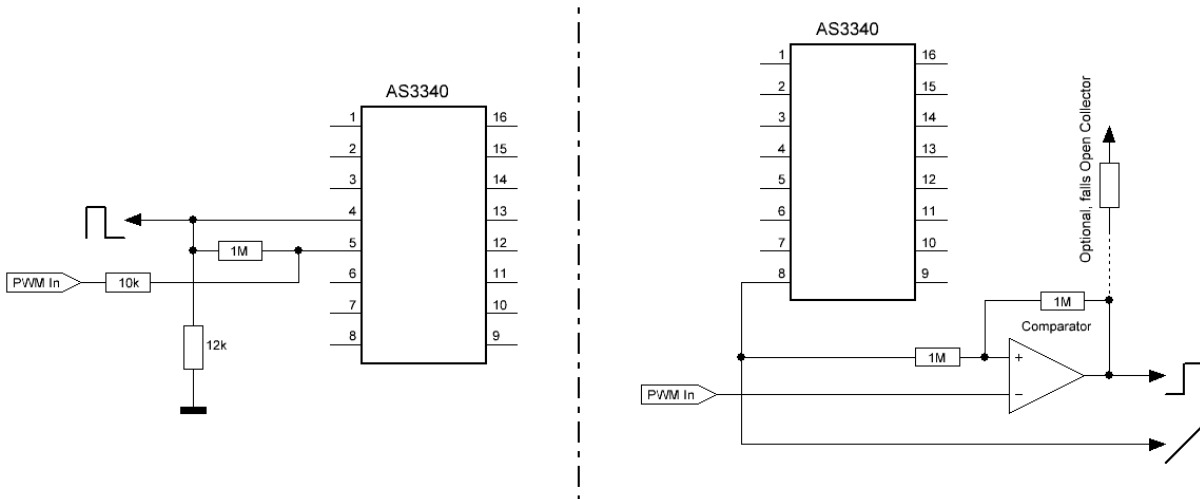 AS3340
1 16
2 15
3 14
4 13
5 12
6 11
7 10
8 9
1M
PWM In
10k
12k
AS3340
1 16
2 15
3 14
4 13
5 12
6 11
7 10
8 9
Optional, falls Open Collector
1M
Comparator
1M
+
PWM In
−